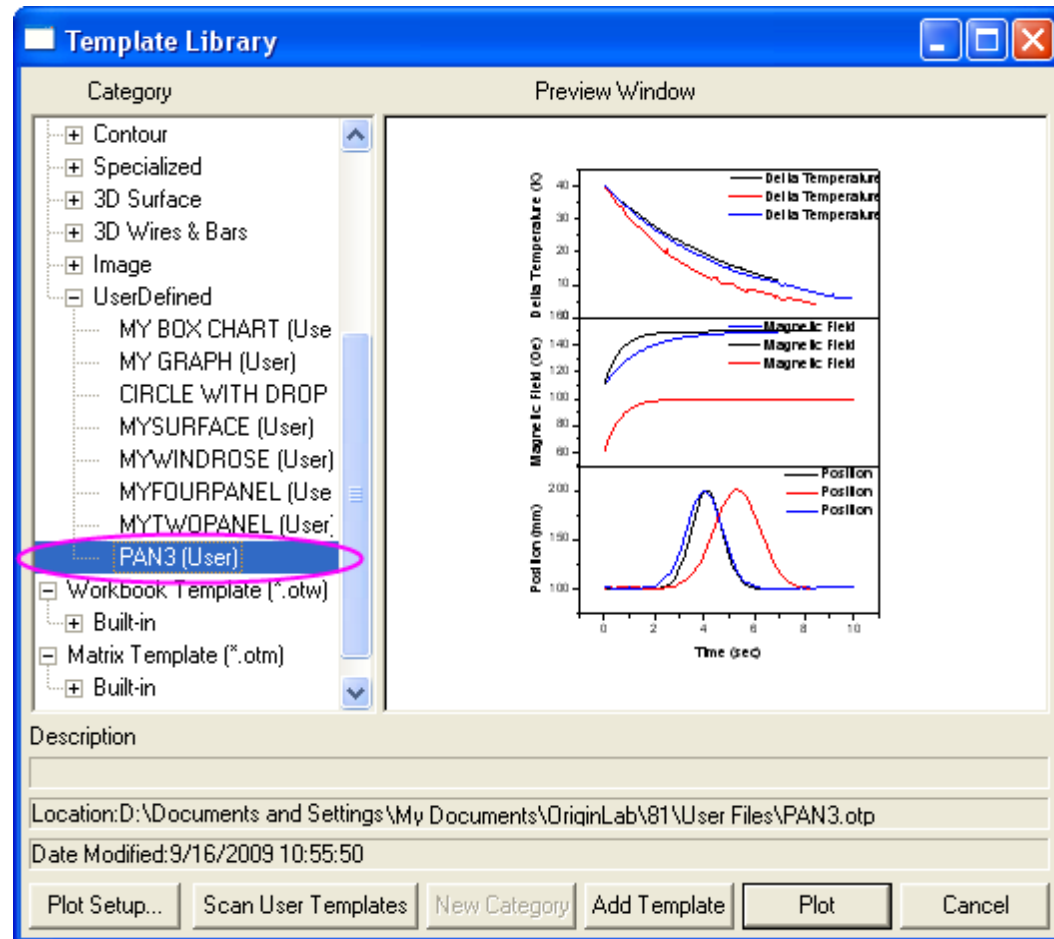 Template Library
Category
Preview Window
Contour
Specialized
3D Surface
3D Wires & Bars
Image
UserDefined
MY BOX CHART (Use
MY GRAPH (User)
CIRCLE WITH DROP
MYSURFACE (User)
MYWINDROSE (User)
MYFOURPANEL (Use
MYTWOPANEL (User)
PAN3 (User)
Workbook Template (*.otw)
Built-in
Matrix Template (*.otm)
Built-in
Delta Temperature (K)
40
30
20
10
Delta Temperature
Delta Temperature
Delta Temperature
Magnetic Field (Oe)
160
140
120
100
80
60
Magnetic Field
Magnetic Field
Magnetic Field
Position (mm)
200
150
100
Position
Position
Position
0 2 4 6 8 10
Time (sec)
Description
Location:D:\Documents and Settings\My Documents\OriginLab\81\User Files\PAN3.otp
Date Modified:9/16/2009 10:55:50
Plot Setup...
Scan User Templates
New Category
Add Template
Plot
Cancel